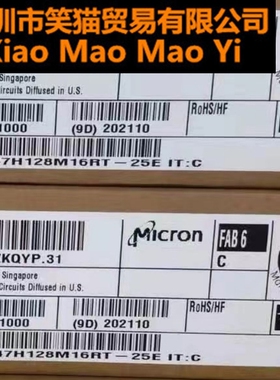 圳市笑猫贸易有限公司
Xiao Mao Mao Yi
Singapore
Circuits Diffused in U.S.
RoHS/HF
1000
(9D) 202110
47H128M16RT-25E IT:C
Micron
FAB 6
KQYP.31
C
Singapore
Circuits Diffused in U.S.
RoHS/HF
1000
(9D) 202110
47H128M16RT-25E IT:C